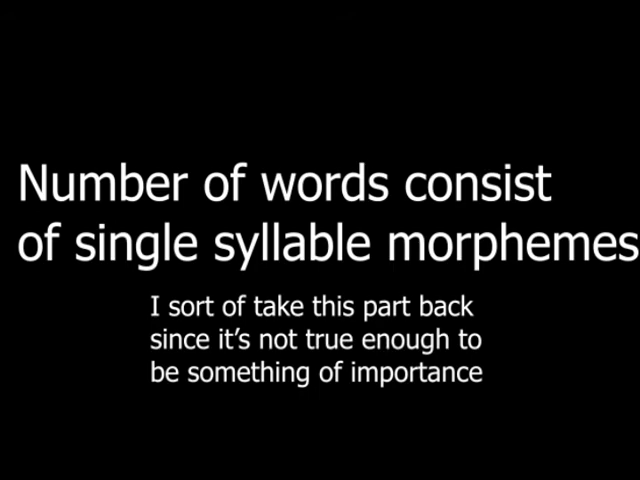 Number of words consist
of single syllable morphemes
I sort of take this part back
since it’s not true enough to
be something of importance